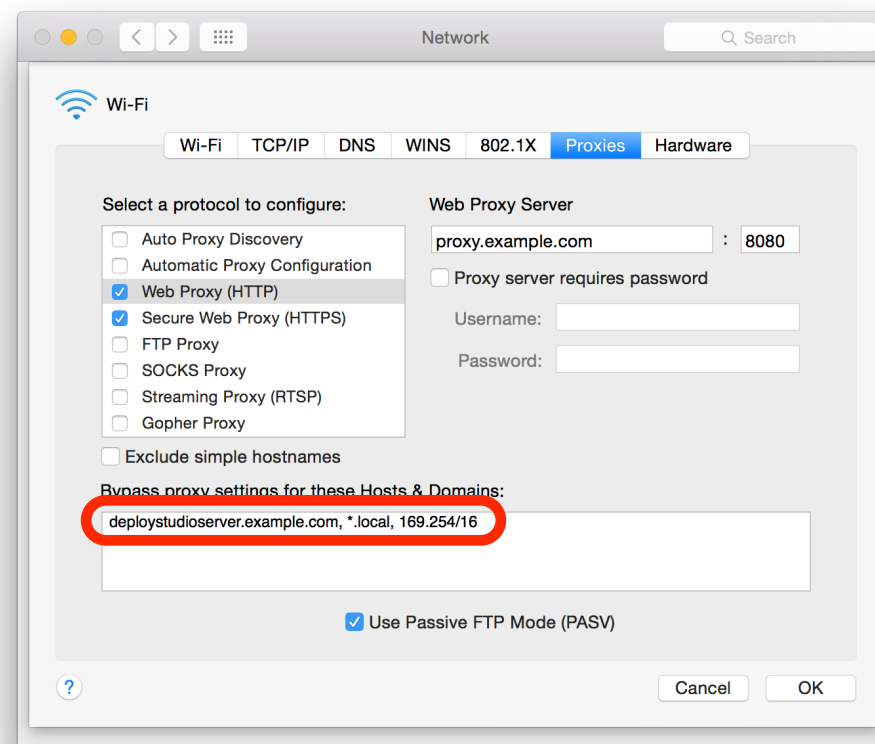 Network
Search
Wi-Fi
Wi-Fi TCP/IP DNS WINS 802.1X Proxies Hardware
Select a protocol to configure:
Auto Proxy Discovery
Automatic Proxy Configuration
Web Proxy (HTTP)
Secure Web Proxy (HTTPS)
FTP Proxy
SOCKS Proxy
Streaming Proxy (RTSP)
Gopher Proxy
Web Proxy Server
proxy.example.com : 8080
Proxy server requires password
Username:
Password:
Exclude simple hostnames
Bypass proxy settings for these Hosts & Domains:
deploystudioserver.example.com, *.local, 169.254/16
Use Passive FTP Mode (PASV)
?
Cancel
OK